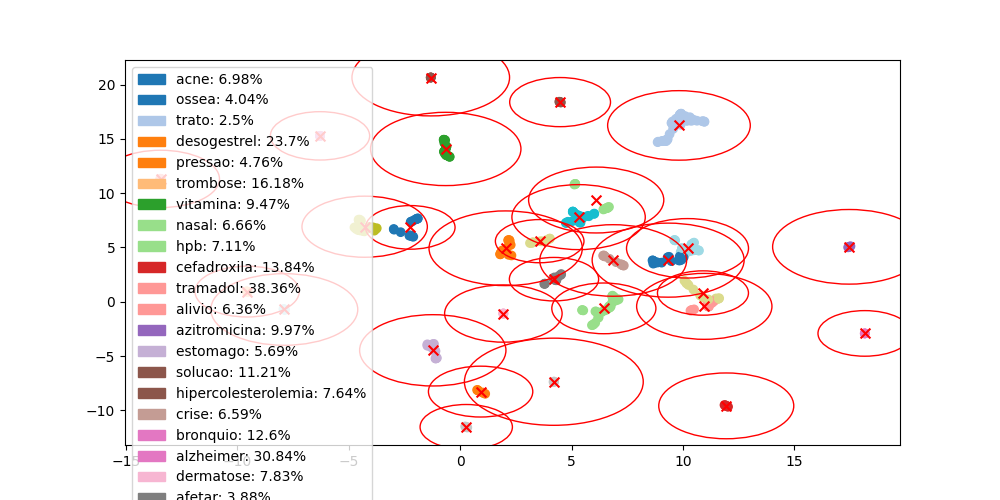 acne: 6.98%
ossea: 4.04%
trato: 2.5%
desogestrel: 23.7%
pressao: 4.76%
trombose: 16.18%
vitamina: 9.47%
nasal: 6.66%
hpb: 7.11%
cefadroxila: 13.84%
tramadol: 38.36%
alivio: 6.36%
azitromicina: 9.97%
estomago: 5.69%
solucao: 11.21%
hipercolesterolemia: 7.64%
crise: 6.59%
bronquio: 12.6%
alzheimer: 30.84%
dermatose: 7.83%
afetar: 3.88%
20
15
10
5
0
−5
−10
−15 −10 −5 0 5 10 15